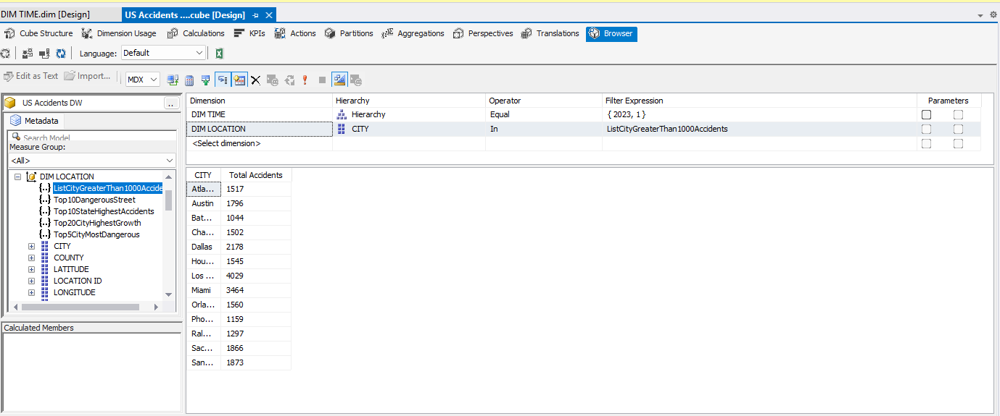 DIM TIME.dim [Design] US Accidents ....cube [Design]
Cube Structure Dimension Usage Calculations KPIs Actions Partitions Aggregations Perspectives Translations Browser
Language: Default
Edit as Text Import... MDX
US Accidents DW ..
Metadata
Search Model
Measure Group:
<All>
DIM LOCATION
ListCityGreaterThan1000Accide
Top10DangerousStreet
Top10StateHighestAccidents
Top20CityHighestGrowth
Top5CityMostDangerous
CITY
COUNTY
LATITUDE
LOCATION ID
LONGITUDE
Calculated Members
Dimension Hierarchy Operator Filter Expression Parameters
DIM TIME Hierarchy Equal { 2023, 1 }
DIM LOCATION CITY In ListCityGreaterThan1000Accidents
<Select dimension>
CITY Total Accidents
Atla... 1517
Austin 1796
Bat... 1044
Cha... 1502
Dallas 2178
Hou... 1545
Los ... 4029
Miami 3464
Orla... 1560
Pho... 1159
Ral... 1297
Sac... 1866
San... 1873